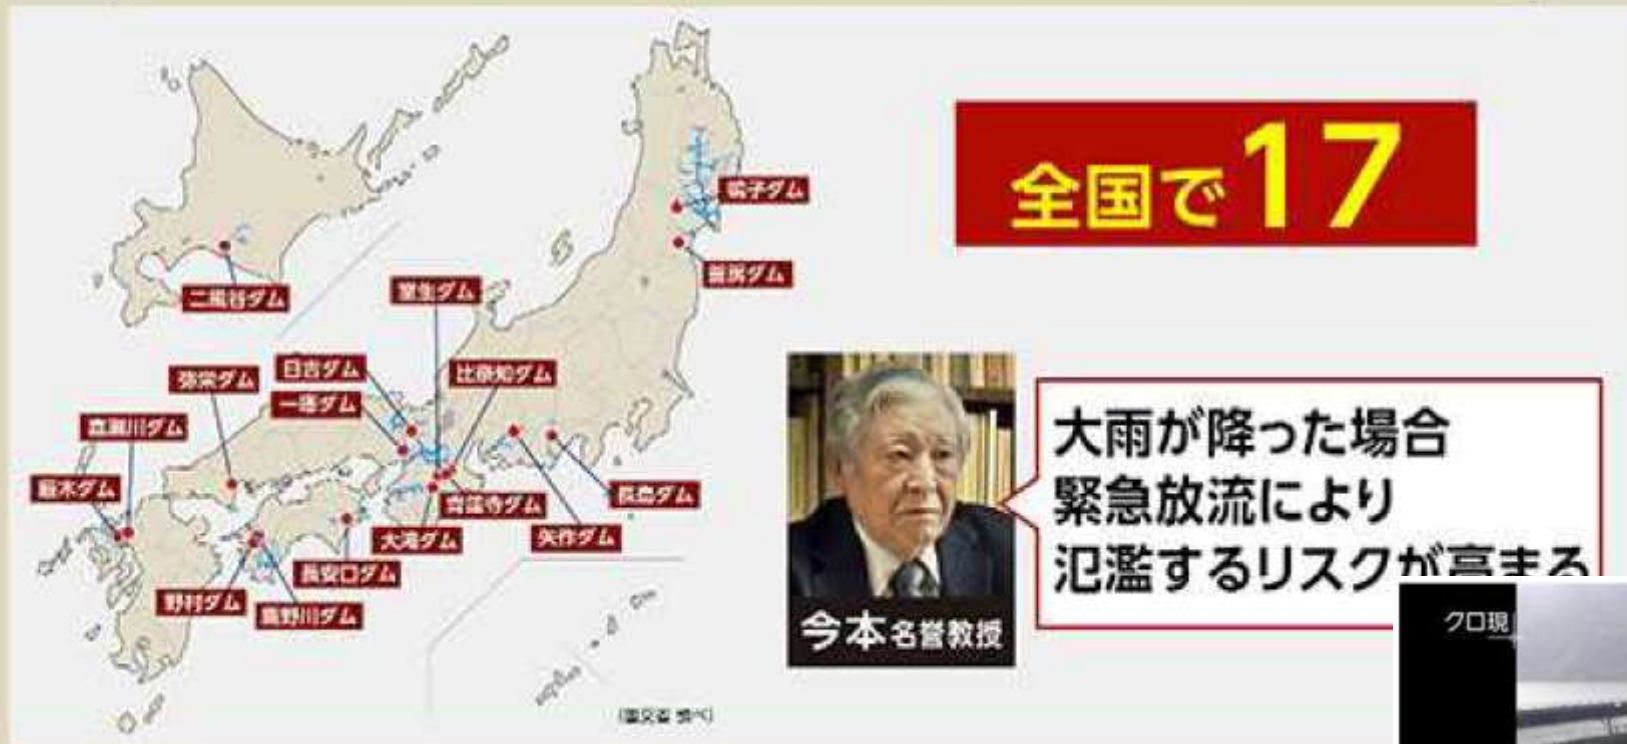 全国で17
鳴子ダム
釜房ダム
二風谷ダム
室生ダム
日吉ダム
比奈知ダム
弥栄ダム
一庫ダム
嘉瀬川ダム
厳木ダム
長島ダム
青蓮寺ダム
矢作ダム
大滝ダム
長安口ダム
野村ダム
鹿野川ダム
(国交省 調べ)
大雨が降った場合
緊急放流により
氾濫するリスクが高まる
今本名誉教授
クロ現